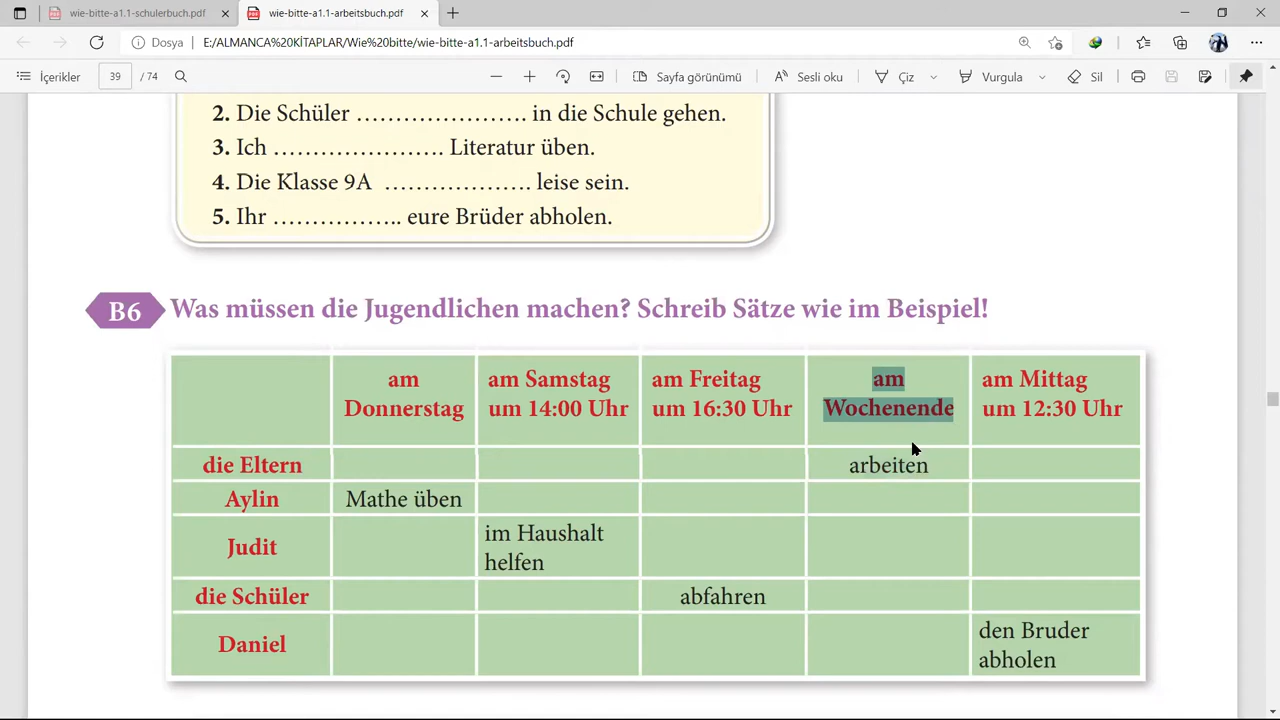 wie-bitte-a1.1-schulerbuch.pdf
wie-bitte-a1.1-arbeitsbuch.pdf
Dosya
E:/ALMANCA%20KİTAPLAR/Wie%20bitte/wie-bitte-a1.1-arbeitsbuch.pdf
İçerikler
39 / 74
Sayfa görünümü
Sesli oku
Çiz
Vurgula
Sil
2. Die Schüler ...................... in die Schule gehen.
3. Ich ...................... Literatur üben.
4. Die Klasse 9A ................... leise sein.
5. Ihr ................. eure Brüder abholen.
B6 Was müssen die Jugendlichen machen? Schreib Sätze wie im Beispiel!
am Donnerstag
am Samstag um 14:00 Uhr
am Freitag um 16:30 Uhr
am Wochenende
am Mittag um 12:30 Uhr
die Eltern
arbeiten
Aylin
Mathe üben
Judit
im Haushalt helfen
die Schüler
abfahren
Daniel
den Bruder abholen